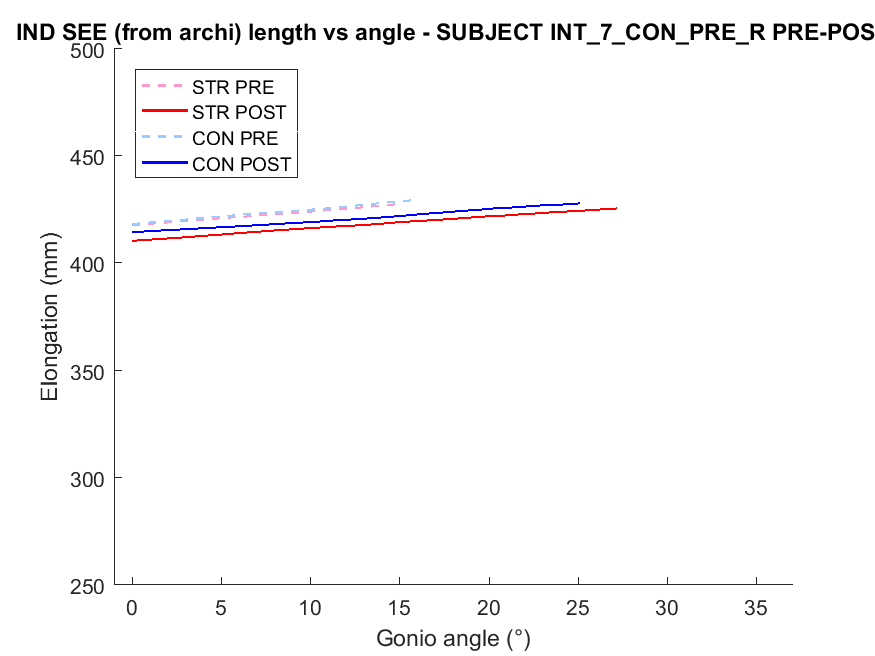 IND SEE (from archi) length vs angle - SUBJECT INT_7_CON_PRE_R PRE-POS
500
STR PRE
STR POST
CON PRE
CON POST
450
400
350
300
250
Elongation (mm)
0 5 10 15 20 25 30 35
Gonio angle (°)